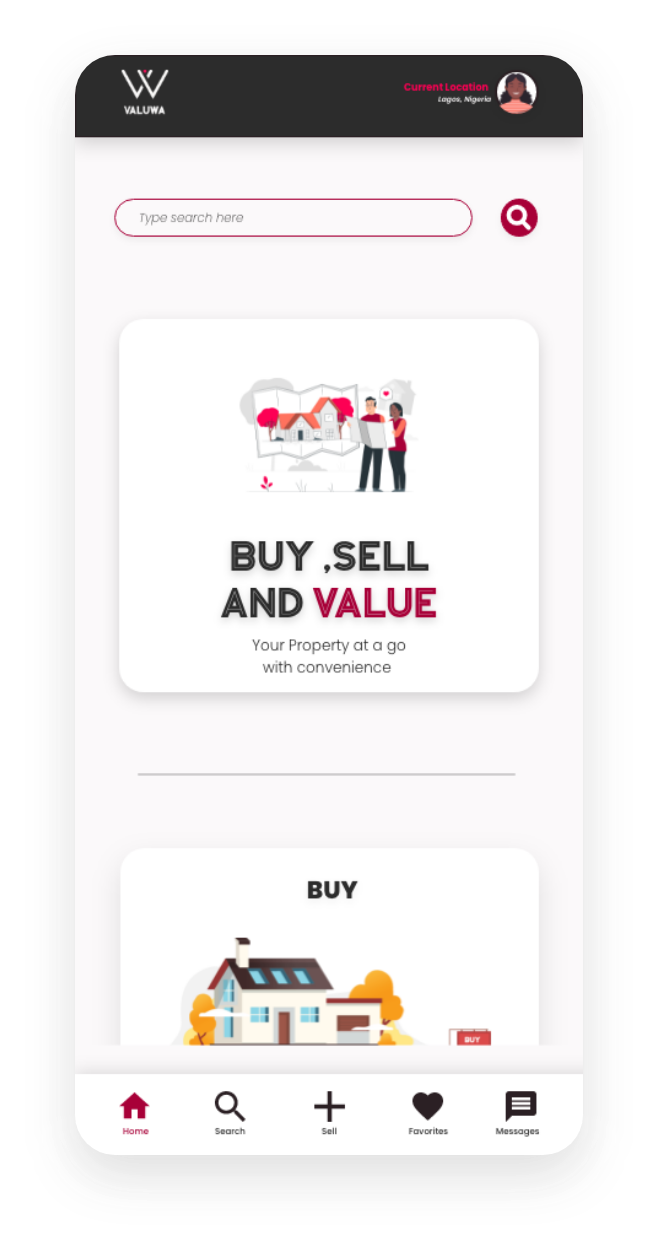 VALUWA
Current Location
Lagos, Nigeria
Type search here
BUY ,SELL
AND VALUE
Your Property at a go
with convenience
BUY
BUY
Home
Search
Sell
Favorites
Messages